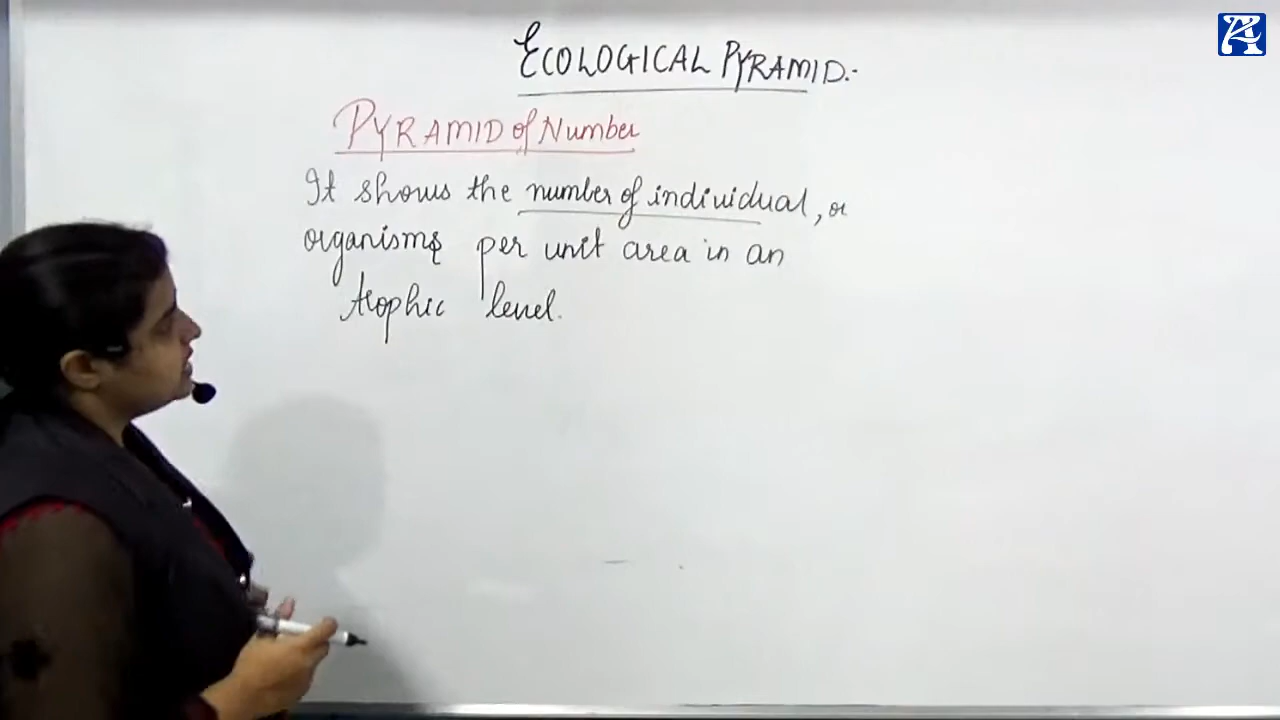 ECOLOGICAL PYRAMID:-
PYRAMID of Number
It shows the number of individual, or
organisms per unit area in an
trophic level.